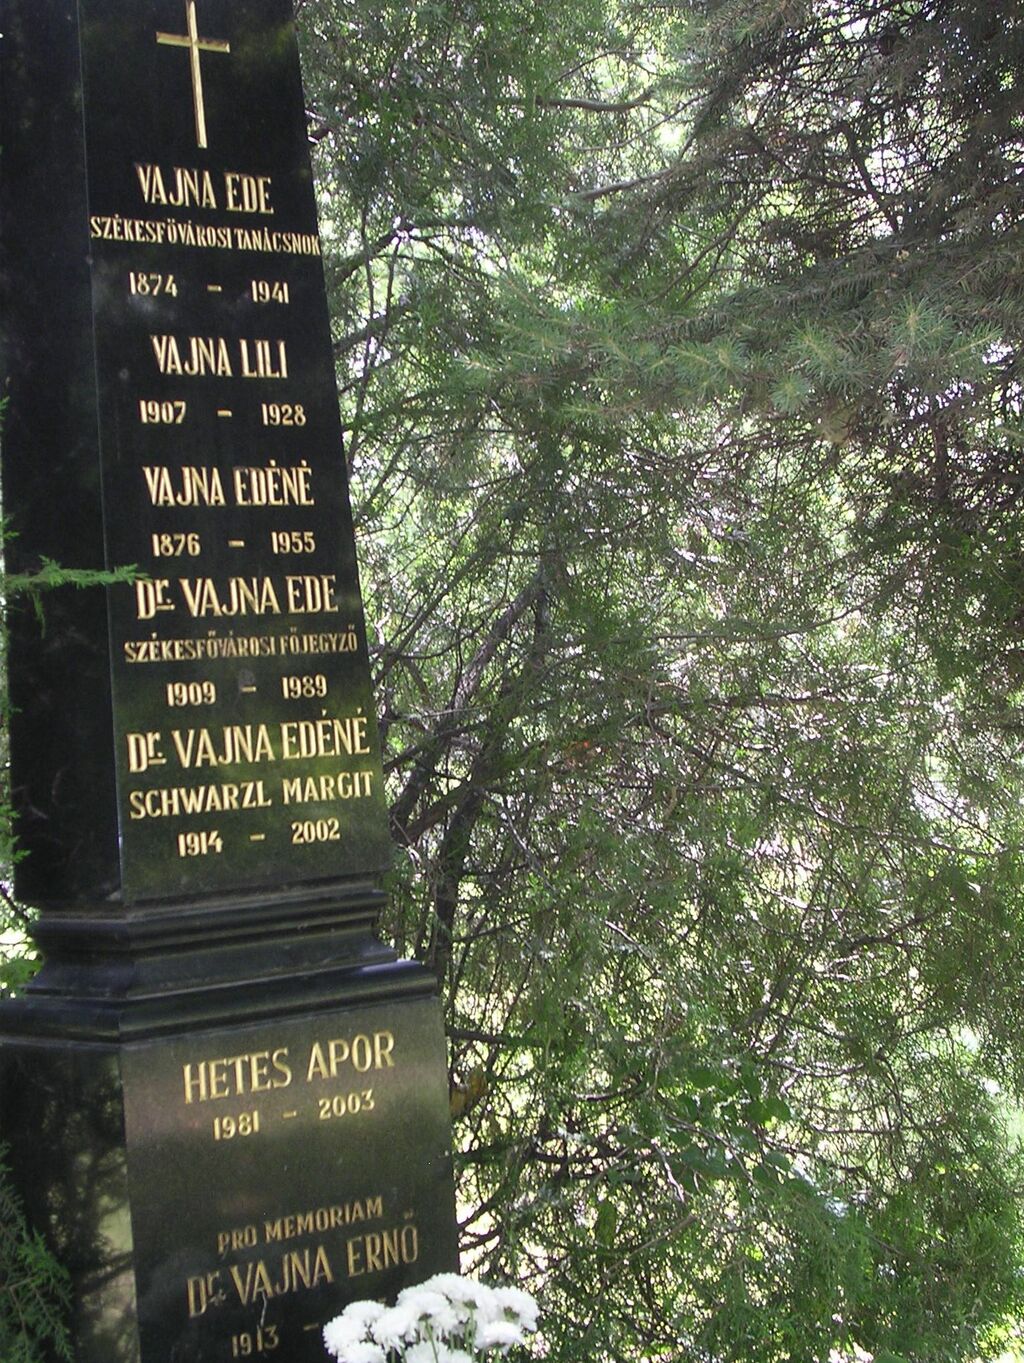 VAJNA EDE
SZÉKESFŐVÁROSI TANÁCSNOK
1874 – 1941
VAJNA LILI
1907 – 1928
VAJNA EDÉNÉ
1876 – 1955
Dr. VAJNA EDE
SZÉKESFŐVÁROSI FŐJEGYZŐ
1909 – 1989
Dr. VAJNA EDÉNÉ
SCHWARZL MARGIT
1914 – 2002
HETES APOR
1981 – 2003
PRO MEMORIAM
Dr. VAJNA ERNŐ
1913 –